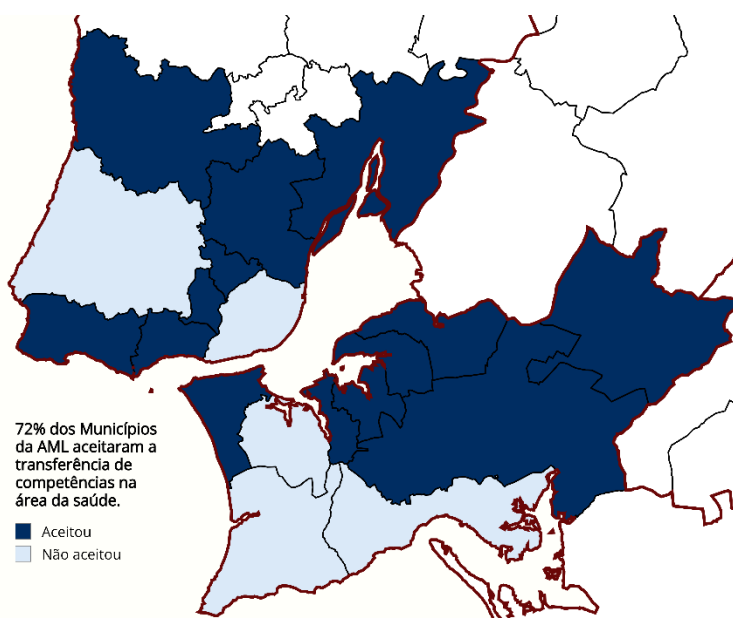 72% dos Municípios
da AML aceitaram a
transferência de
competências na
área da saúde.
Aceitou
Não aceitou